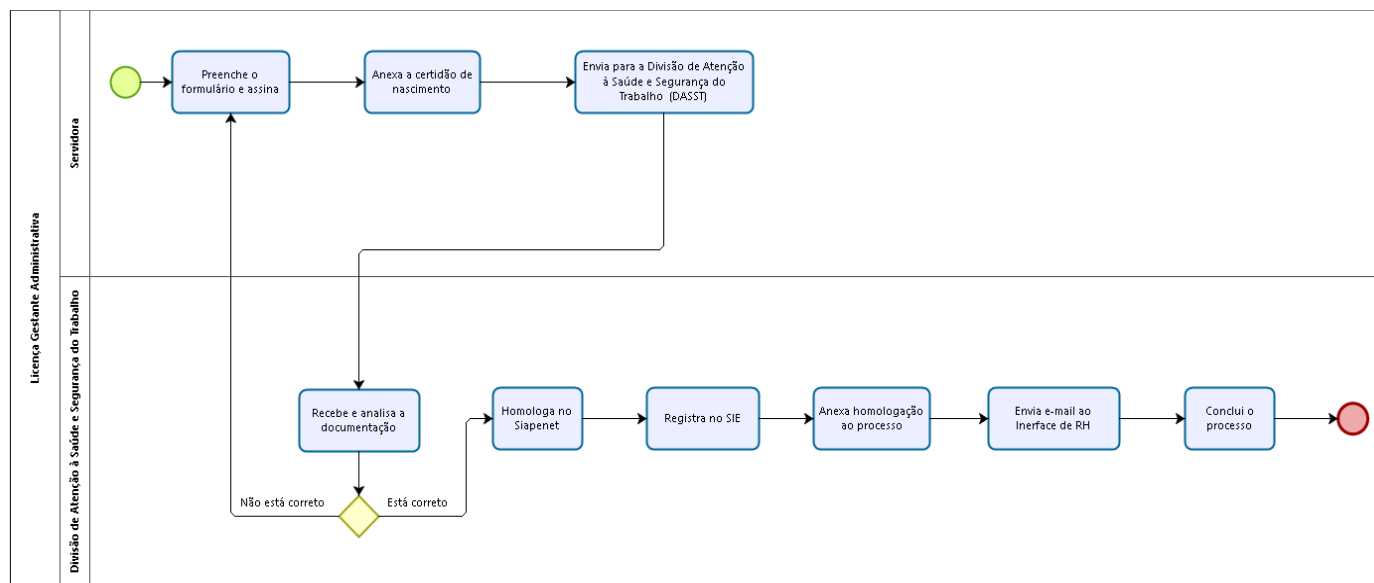 Licença Gestante Administrativa
Servidora
Preenche o
formulário e assina
Anexa a certidão de
nascimento
Envia para a Divisão de Atenção
à Saúde e Segurança do
Trabalho (DASST)
Divisão de Atenção à Saúde e Segurança do Trabalho
Recebe e analisa a
documentação
Não está correto
Está correto
Homologa no
Siapenet
Registra no SIE
Anexa homologação
ao processo
Envia e-mail ao
Inerface de RH
Conclui o
processo